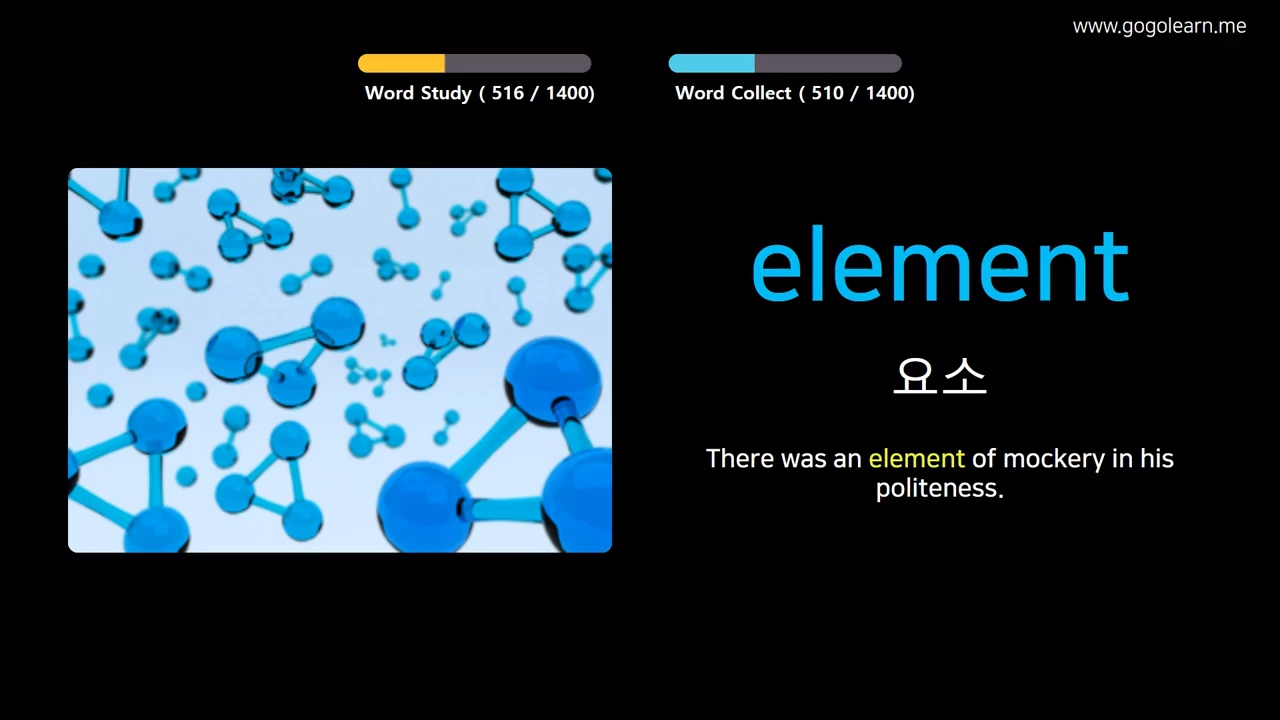 www.gogolearn.me
Word Study ( 516 / 1400)
Word Collect ( 510 / 1400)
element
요소
There was an element of mockery in his
politeness.